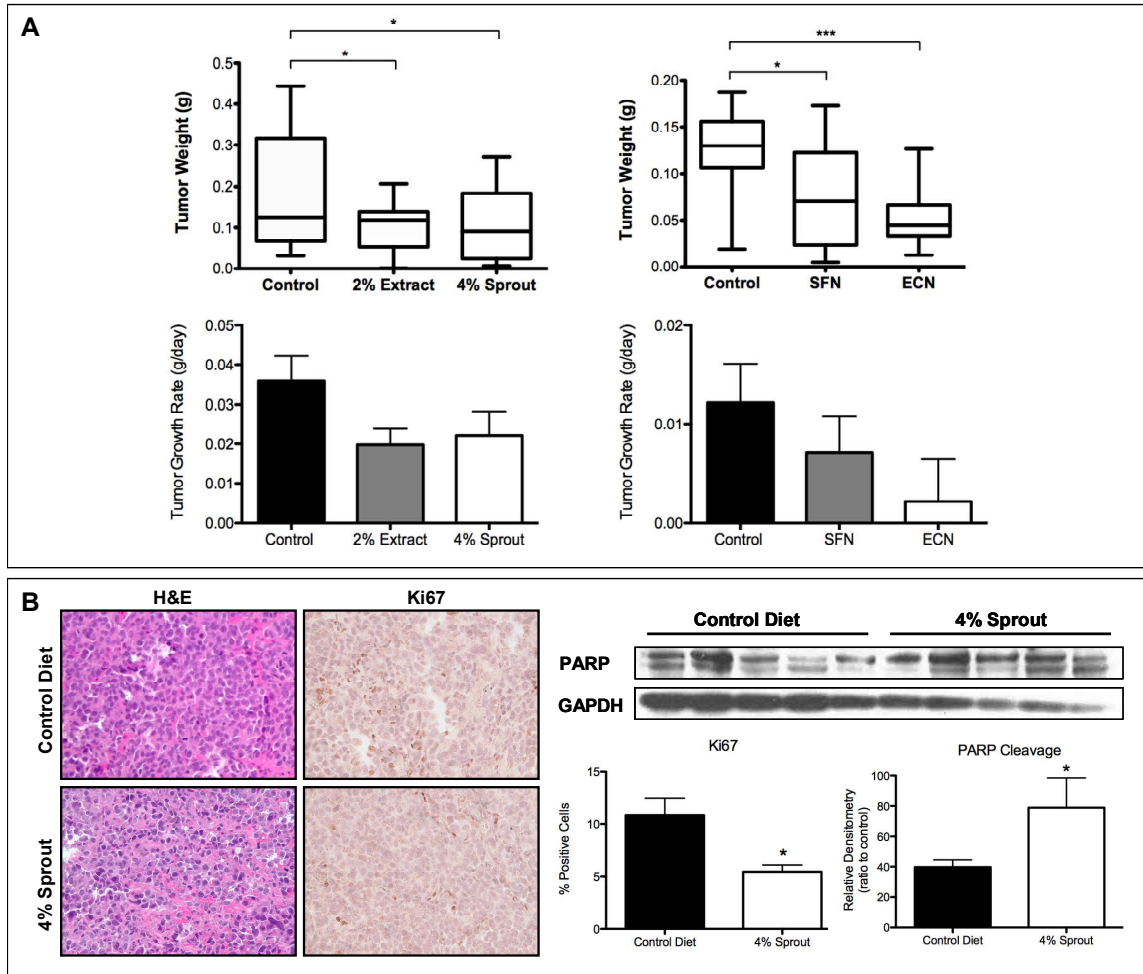 A
*
*
Tumor Weight (g)
0.5
0.4
0.3
0.2
0.1
0.0
Control 2% Extract 4% Sprout
***
*
Tumor Weight (g)
0.20
0.15
0.10
0.05
0.00
Control SFN ECN
Tumor Growth Rate (g/day)
0.05
0.04
0.03
0.02
0.01
0.00
Control 2% Extract 4% Sprout
Tumor Growth Rate (g/day)
0.02
0.01
0.00
Control SFN ECN
B
H&E Ki67
Control Diet
4% Sprout
Control Diet 4% Sprout
PARP
GAPDH
Ki67
% Positive Cells
15
10
5
0
*
Control Diet 4% Sprout
PARP Cleavage
Relative Densitometry
(ratio to control)
100
80
60
40
20
0
*
Control Diet 4% Sprout